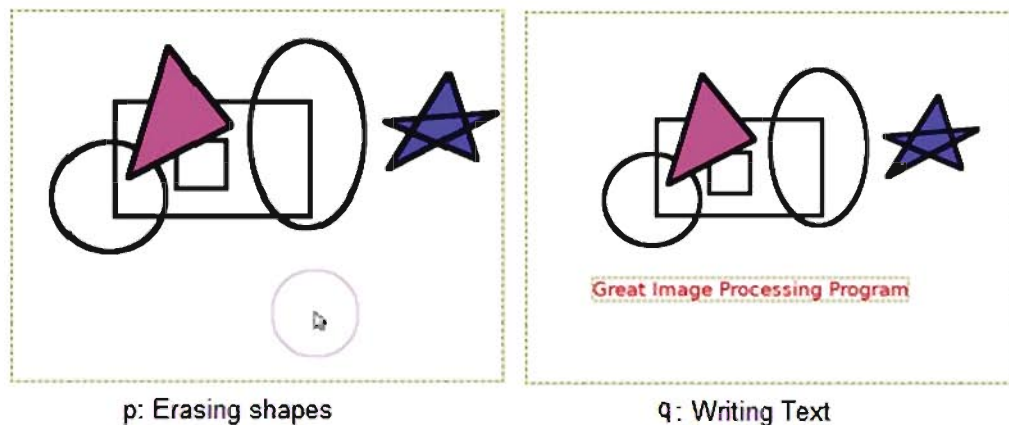 Great Image Processing Program
p: Erasing shapes
q: Writing Text